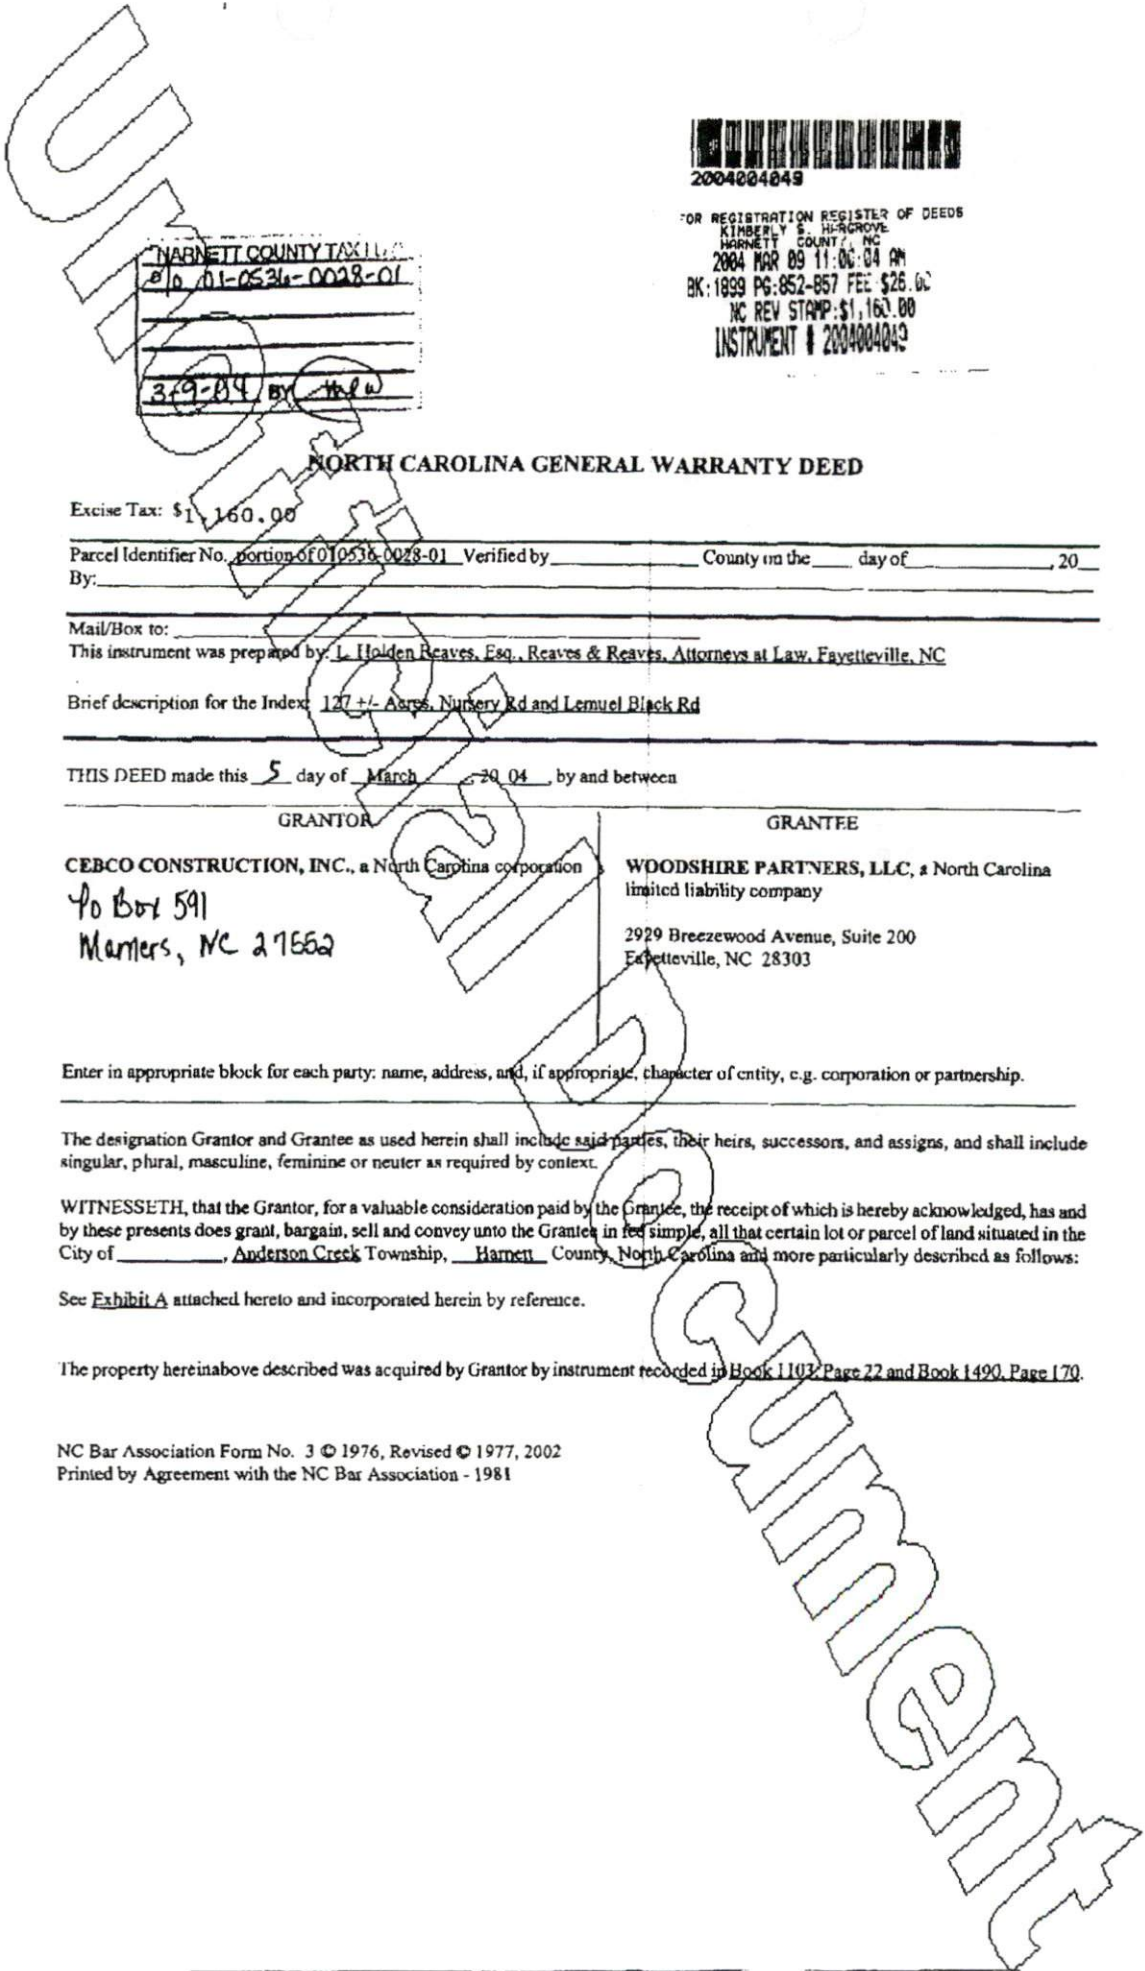 2004004049
FOR REGISTRATION REGISTER OF DEEDS
KIMBERLY S. HARGROVE
HARNETT COUNTY, NC
2004 MAR 09 11:06:04 AM
BK:1899 PG:852-857 FEE:$26.00
NC REV STAMP:$1,160.00
INSTRUMENT # 2004004049
HARNETT COUNTY TAX I.D.
01-0536-0028-01
3-9-04 BY
NORTH CAROLINA GENERAL WARRANTY DEED
Excise Tax: $1,160.00
Parcel Identifier No. portion of 010536-0028-01 Verified by ____ County on the ____ day of ____, 20__
By:
Mail/Box to:
This instrument was prepared by: L. Holden Reaves, Esq., Reaves & Reaves, Attorneys at Law, Fayetteville, NC
Brief description for the Index: 127 +/- Acres, Nursery Rd and Lemuel Black Rd
THIS DEED made this 5 day of March, 20 04, by and between
GRANTOR GRANTEE
CEBCO CONSTRUCTION, INC., a North Carolina corporation WOODSHIRE PARTNERS, LLC, a North Carolina
limited liability company
Po Box 591
Mamers, NC 27552
2929 Breezewood Avenue, Suite 200
Fayetteville, NC 28303
Enter in appropriate block for each party: name, address, and, if appropriate, character of entity, e.g. corporation or partnership.
The designation Grantor and Grantee as used herein shall include said parties, their heirs, successors, and assigns, and shall include
singular, plural, masculine, feminine or neuter as required by context.
WITNESSETH, that the Grantor, for a valuable consideration paid by the Grantee, the receipt of which is hereby acknowledged, has and
by these presents does grant, bargain, sell and convey unto the Grantee in fee simple, all that certain lot or parcel of land situated in the
City of ____, Anderson Creek Township, Harnett County, North Carolina and more particularly described as follows:
See Exhibit A attached hereto and incorporated herein by reference.
The property hereinabove described was acquired by Grantor by instrument recorded in Book 1103, Page 22 and Book 1490, Page 170.
NC Bar Association Form No. 3 © 1976, Revised © 1977, 2002
Printed by Agreement with the NC Bar Association - 1981
Unofficial Document